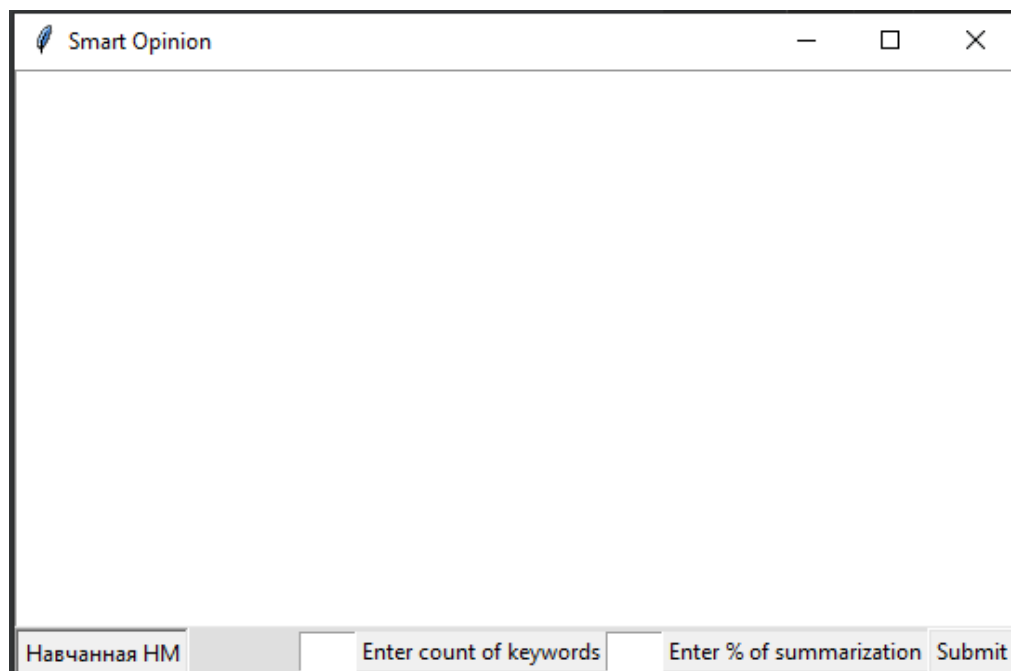 Smart Opinion
Навчанная НМ Enter count of keywords Enter % of summarization Submit